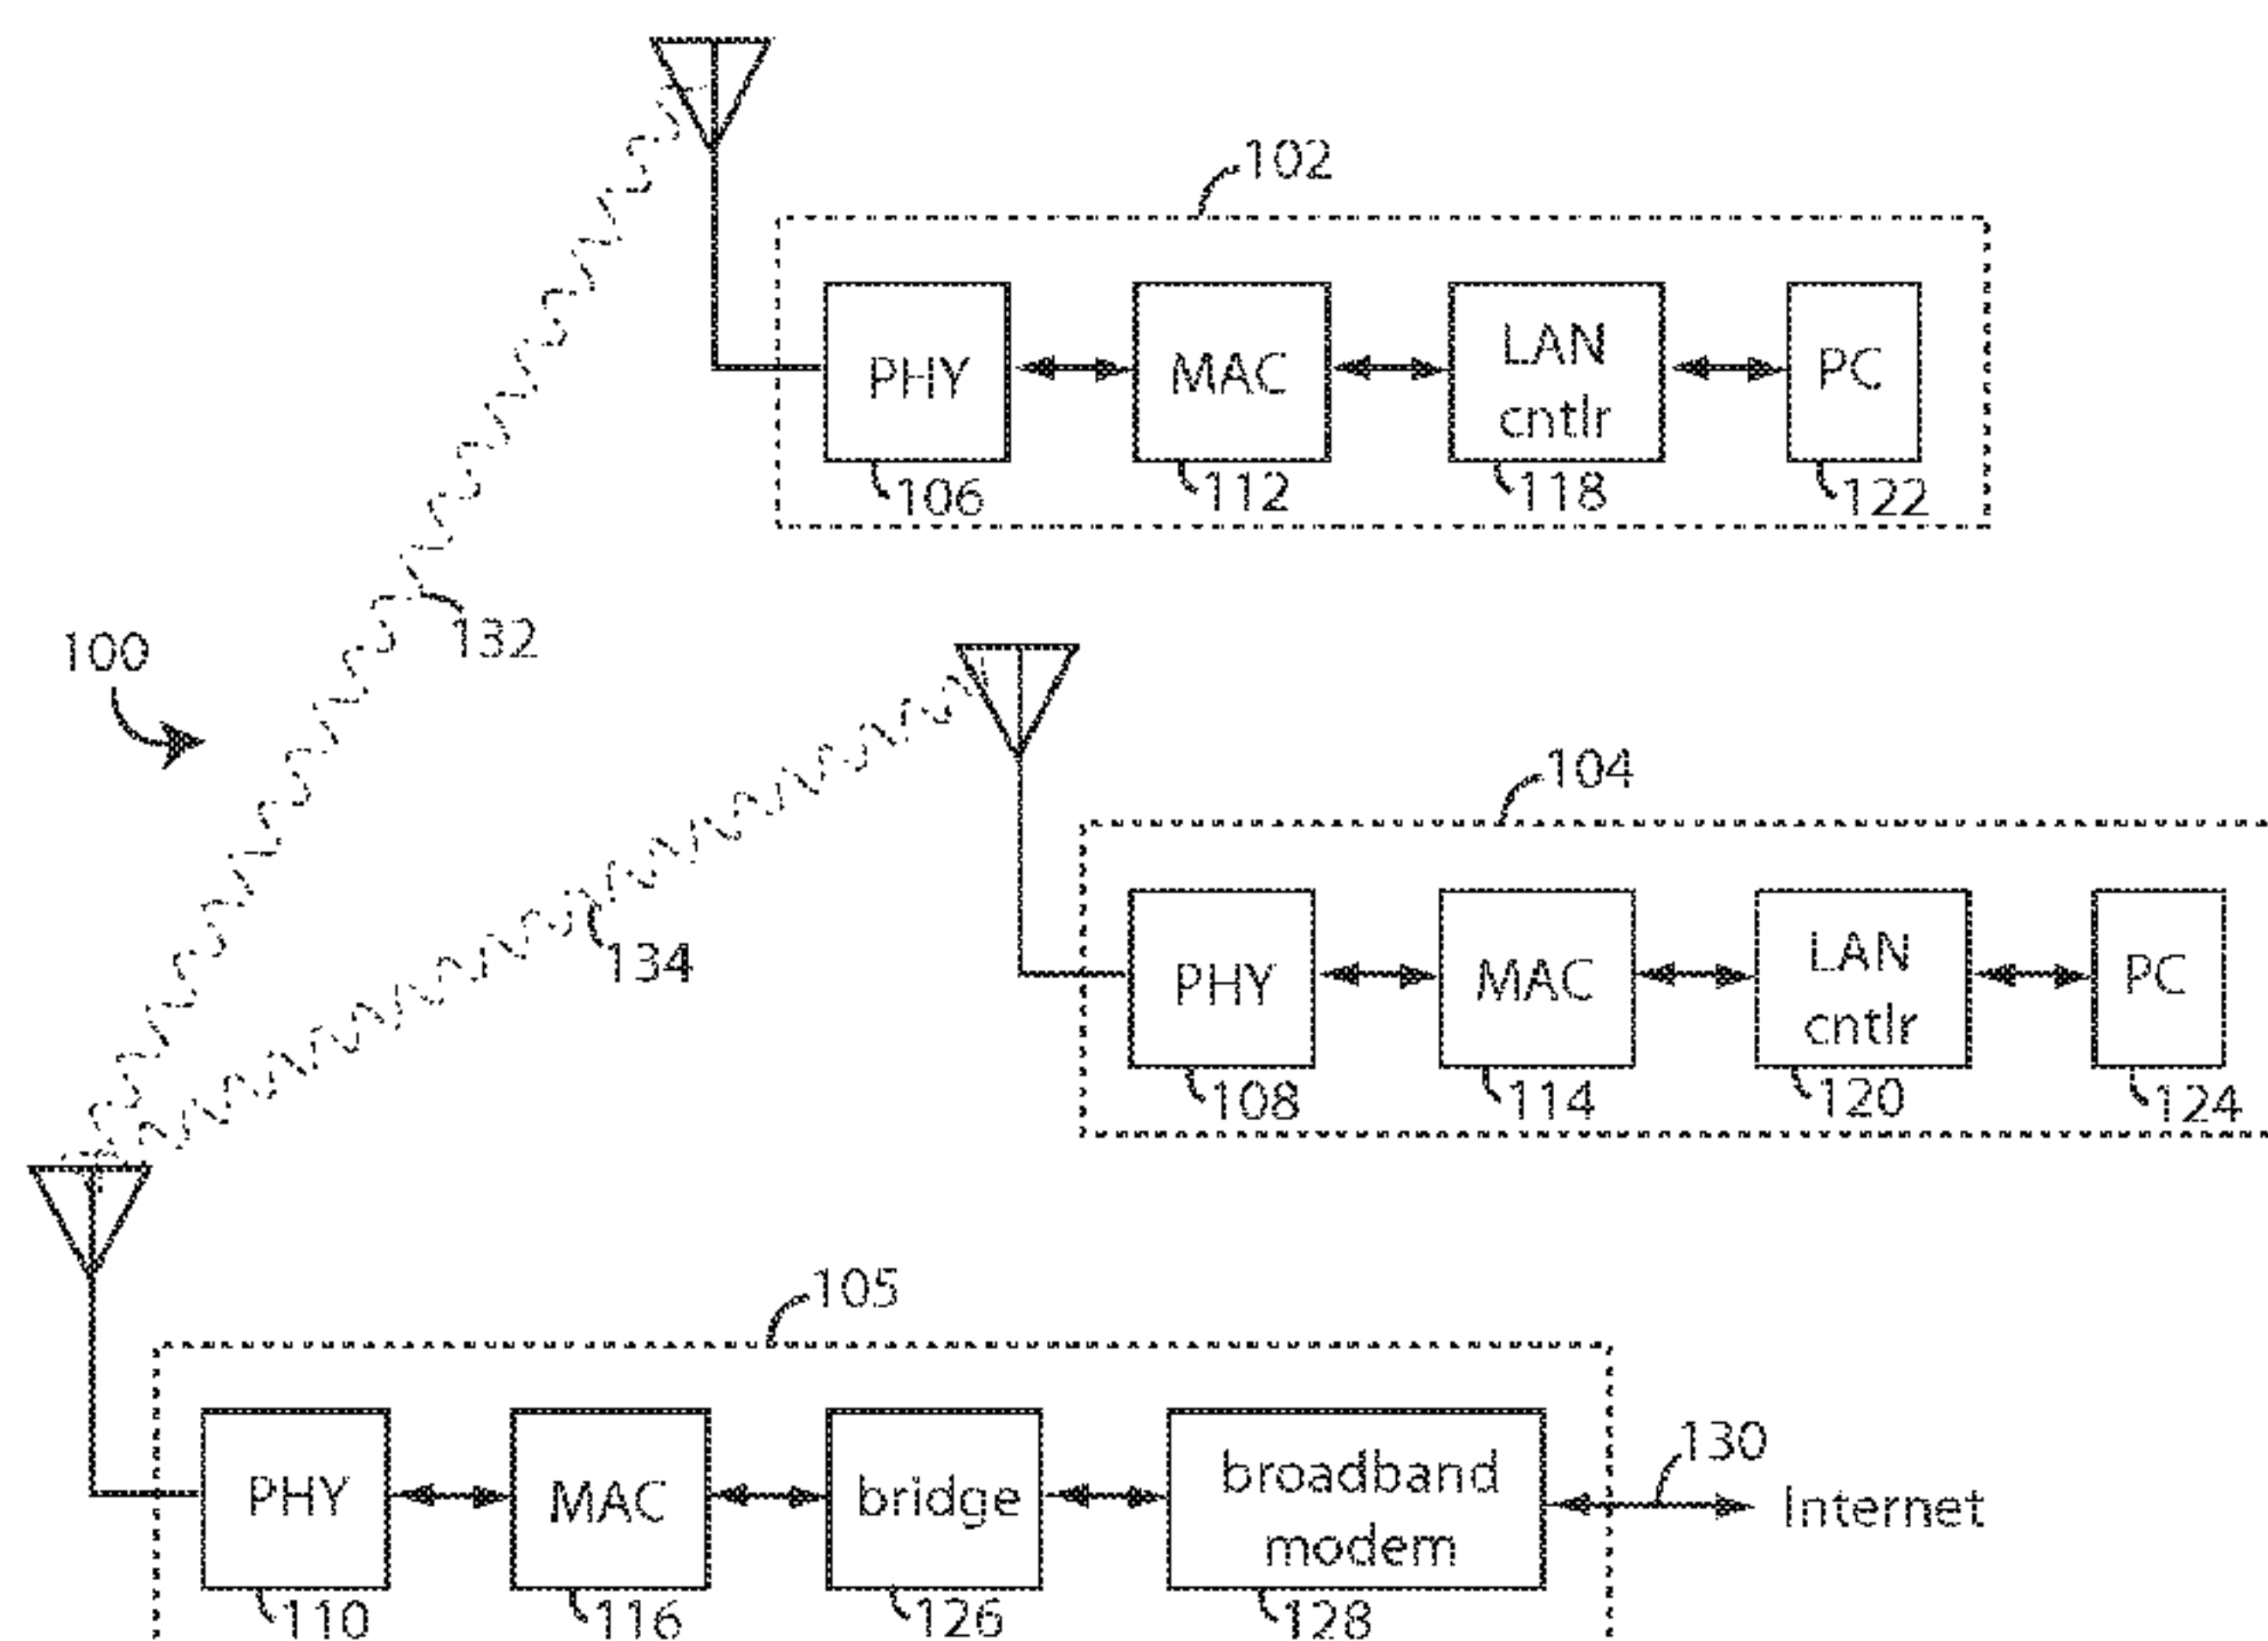 102
PHY
MAC
LAN
cntlr
PC
106
112
118
122
100
132
104
134
PHY
MAC
LAN
cntlr
PC
108
114
120
124
105
130
PHY
MAC
bridge
broadband
modem
Internet
110
116
126
128